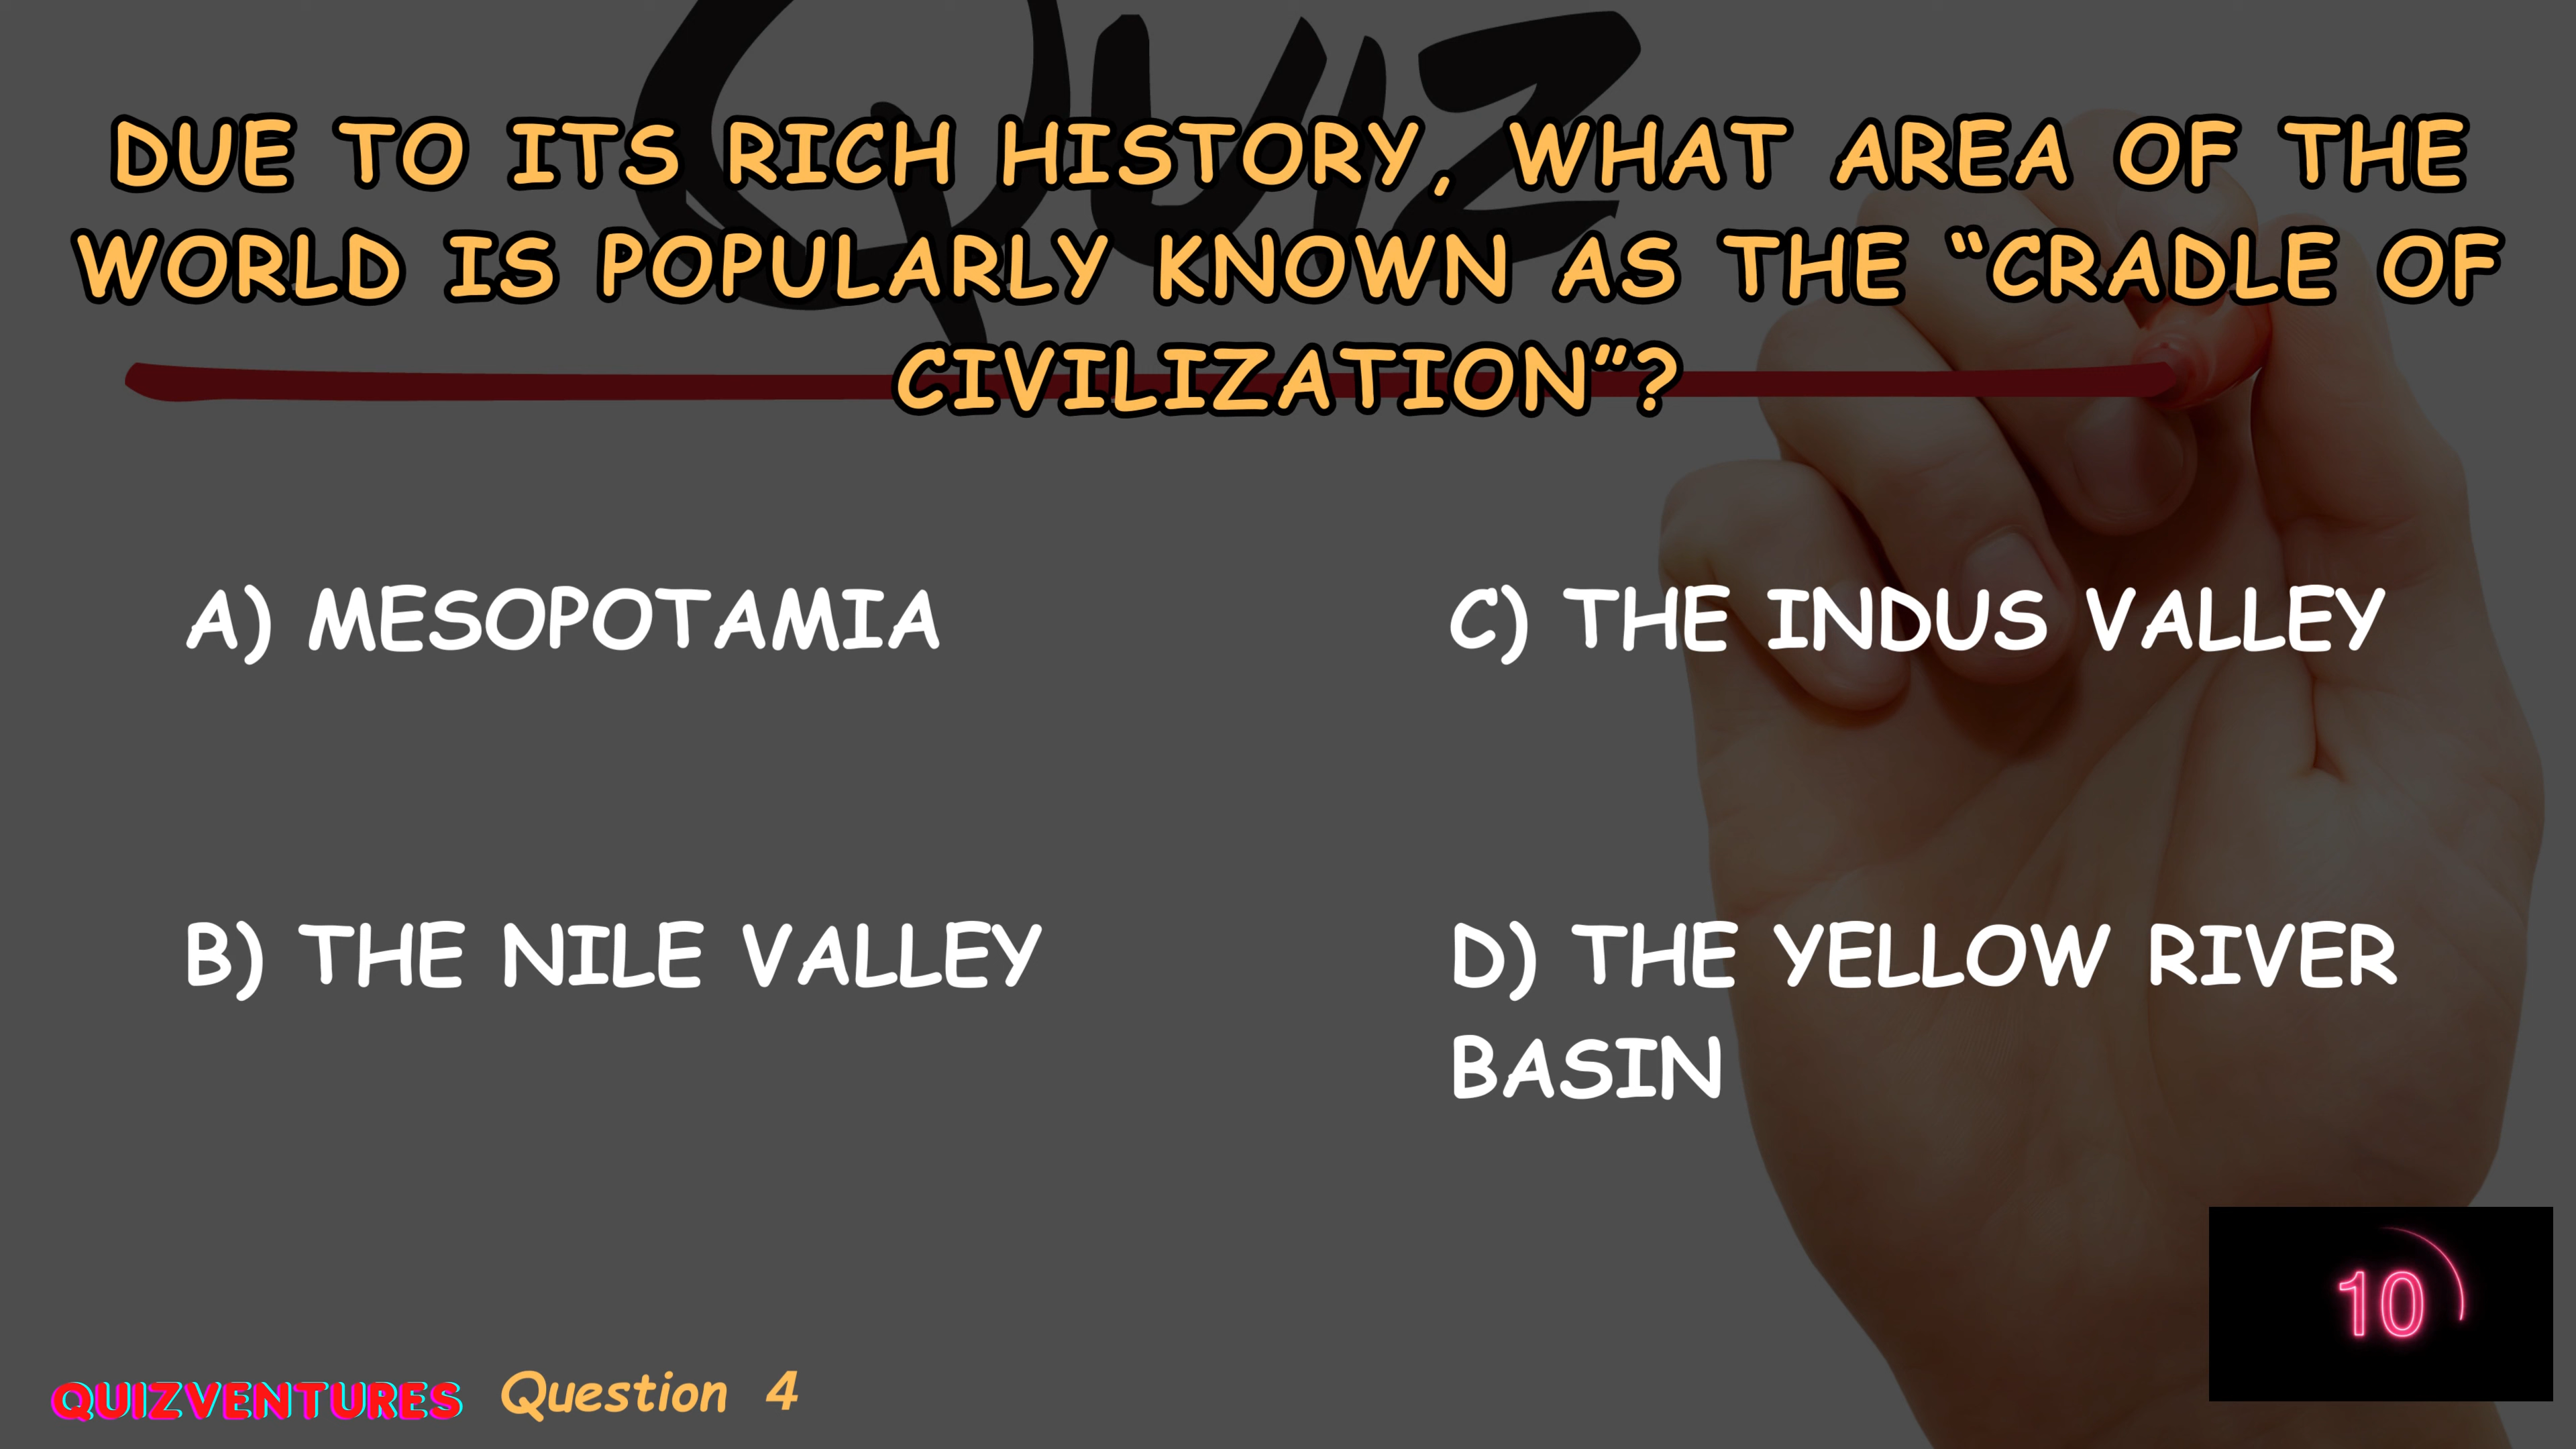 QUIZ
DUE TO ITS RICH HISTORY, WHAT AREA OF THE
WORLD IS POPULARLY KNOWN AS THE “CRADLE OF
CIVILIZATION”?
A) MESOPOTAMIA
C) THE INDUS VALLEY
B) THE NILE VALLEY
D) THE YELLOW RIVER
BASIN
10
QUIZVENTURES
Question 4